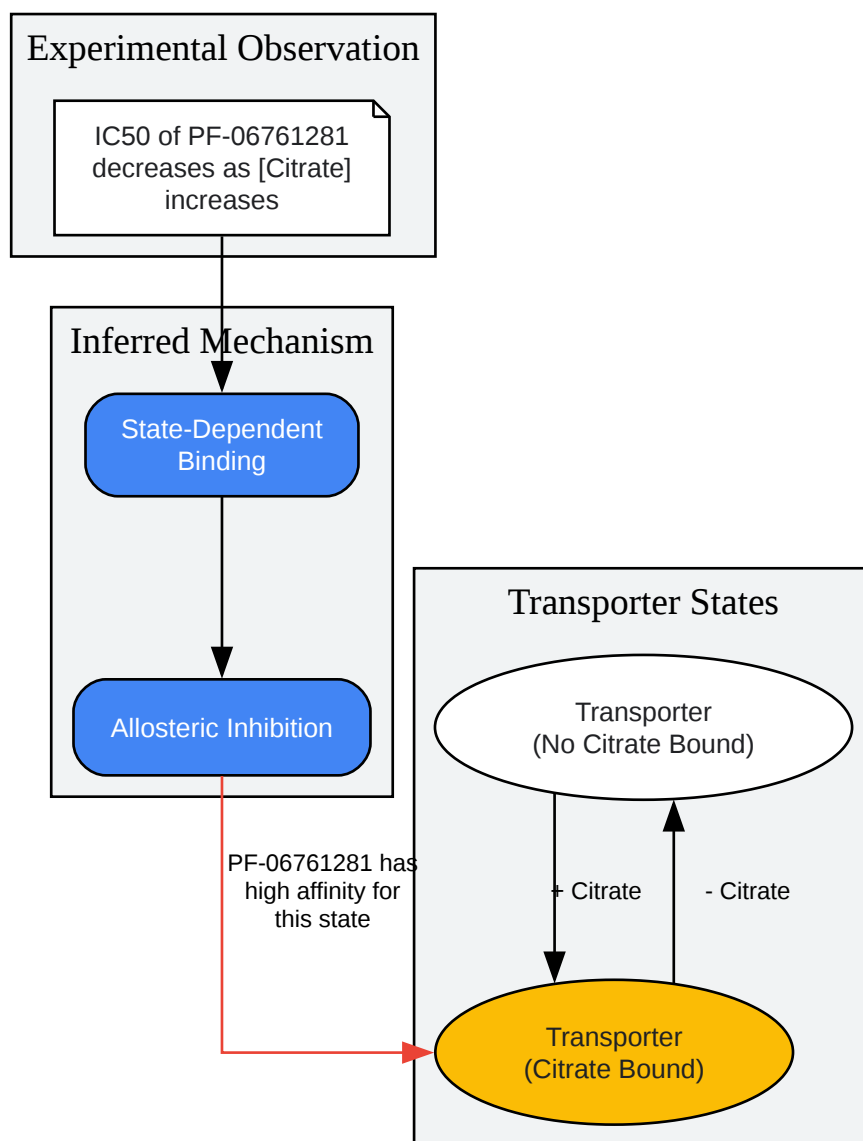 Experimental Observation
IC50 of PF-06761281
decreases as [Citrate]
increases
Inferred Mechanism
State-Dependent
Binding
Allosteric Inhibition
PF-06761281 has
high affinity for
this state
Transporter States
Transporter
(No Citrate Bound)
+ Citrate
- Citrate
Transporter
(Citrate Bound)